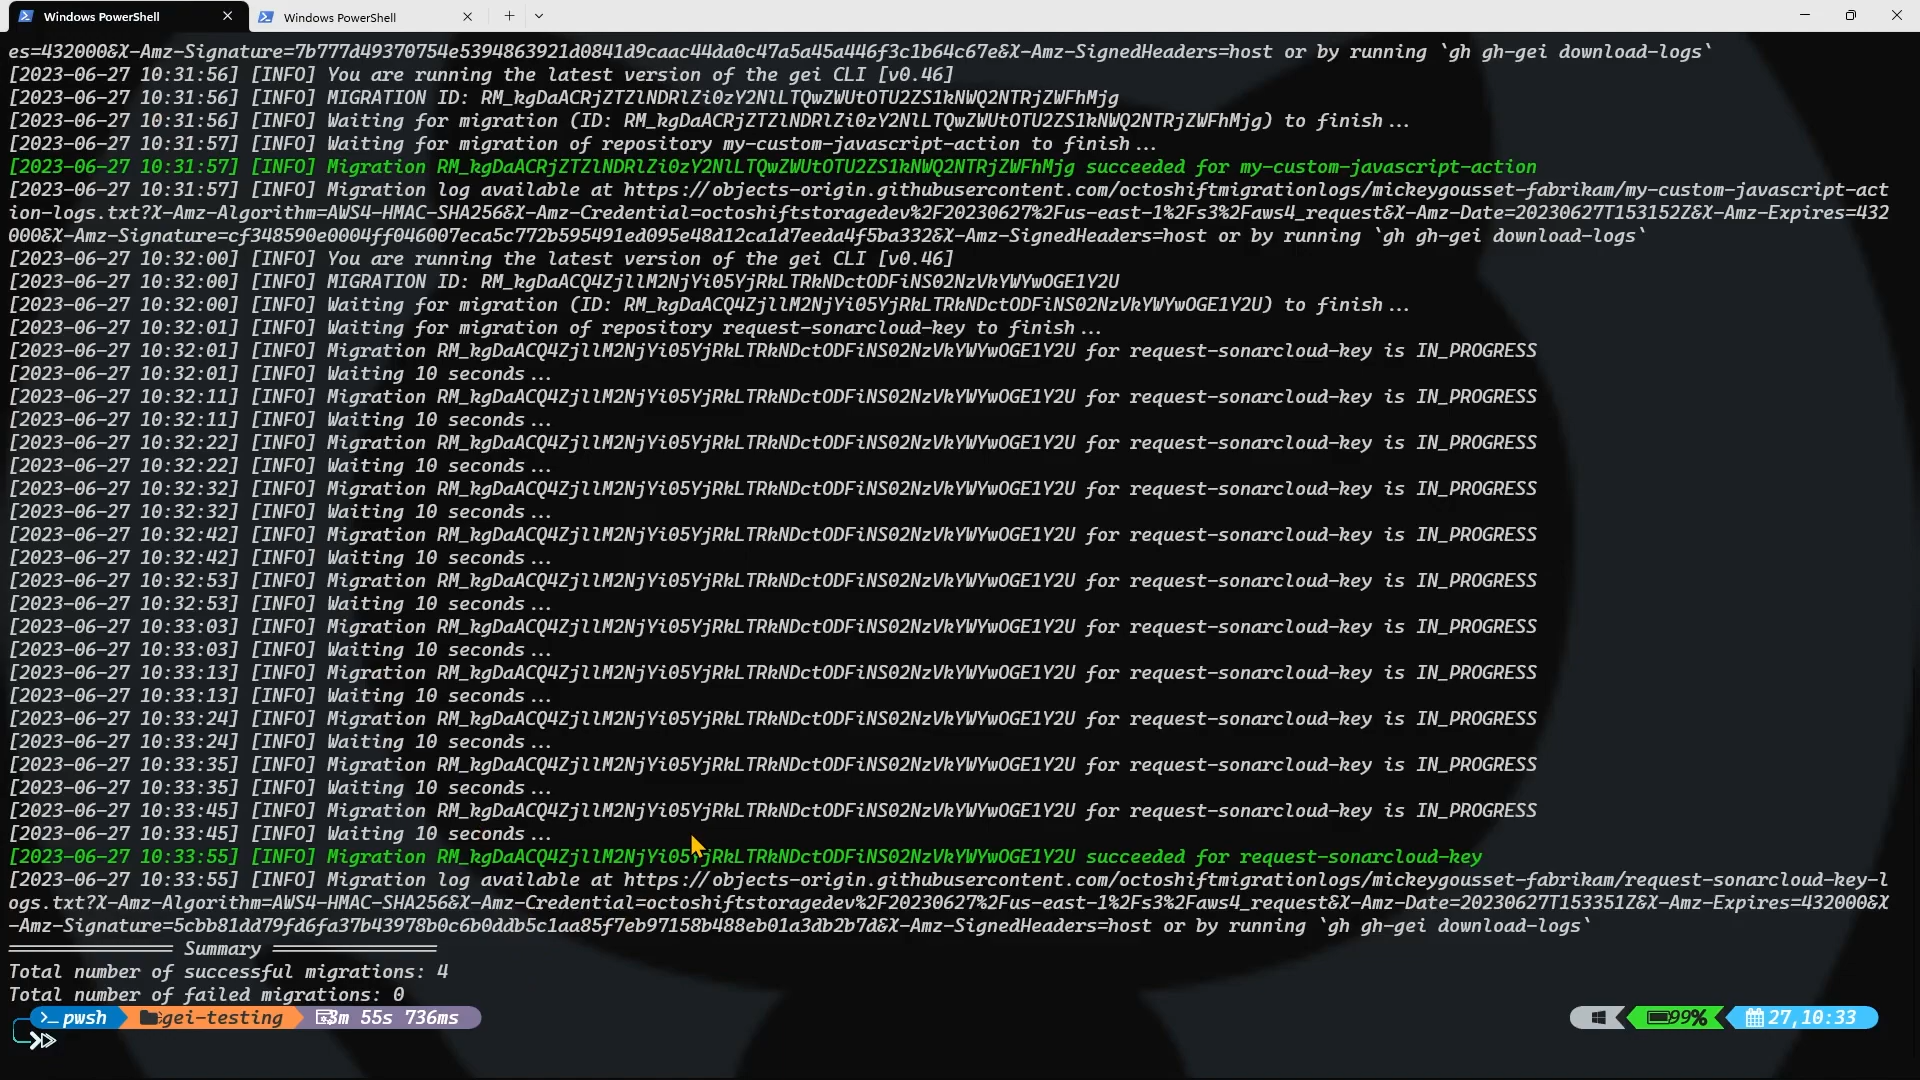 Windows PowerShell
Windows PowerShell
es=432000&X-Amz-Signature=7b777d49370754e5394863921d0841d9caac44da0c47a5a45a446f3c1b64c67e&X-Amz-SignedHeaders=host or by running `gh gh-gei download-logs`
[2023-06-27 10:31:56] [INFO] You are running the latest version of the gei CLI [v0.46]
[2023-06-27 10:31:56] [INFO] MIGRATION ID: RM_kgDaACRjZTZlNDRlZi0zY2NlLTQwZWUtOTU2ZS1kNWQ2NTRjZWFhMjg
[2023-06-27 10:31:56] [INFO] Waiting for migration (ID: RM_kgDaACRjZTZlNDRlZi0zY2NlLTQwZWUtOTU2ZS1kNWQ2NTRjZWFhMjg) to finish...
[2023-06-27 10:31:57] [INFO] Waiting for migration of repository my-custom-javascript-action to finish...
[2023-06-27 10:31:57] [INFO] Migration RM_kgDaACRjZTZlNDRlZi0zY2NlLTQwZWUtOTU2ZS1kNWQ2NTRjZWFhMjg succeeded for my-custom-javascript-action
[2023-06-27 10:31:57] [INFO] Migration log available at https://objects-origin.githubusercontent.com/octoshiftmigrationlogs/mickeygousset-fabrikam/my-custom-javascript-act
ion-logs.txt?X-Amz-Algorithm=AWS4-HMAC-SHA256&X-Amz-Credential=octoshiftstoragedev%2F20230627%2Fus-east-1%2Fs3%2Faws4_request&X-Amz-Date=20230627T153152Z&X-Amz-Expires=432
000&X-Amz-Signature=cf348590e0004ff046007eca5c772b595491ed095e48d12ca1d7eeda4f5ba332&X-Amz-SignedHeaders=host or by running `gh gh-gei download-logs`
[2023-06-27 10:32:00] [INFO] You are running the latest version of the gei CLI [v0.46]
[2023-06-27 10:32:00] [INFO] MIGRATION ID: RM_kgDaACQ4ZjllM2NjYi05YjRkLTRkNDctODFiNS02NzVkYWYwOGE1Y2U
[2023-06-27 10:32:00] [INFO] Waiting for migration (ID: RM_kgDaACQ4ZjllM2NjYi05YjRkLTRkNDctODFiNS02NzVkYWYwOGE1Y2U) to finish...
[2023-06-27 10:32:01] [INFO] Waiting for migration of repository request-sonarcloud-key to finish...
[2023-06-27 10:32:01] [INFO] Migration RM_kgDaACQ4ZjllM2NjYi05YjRkLTRkNDctODFiNS02NzVkYWYwOGE1Y2U for request-sonarcloud-key is IN_PROGRESS
[2023-06-27 10:32:01] [INFO] Waiting 10 seconds...
[2023-06-27 10:32:11] [INFO] Migration RM_kgDaACQ4ZjllM2NjYi05YjRkLTRkNDctODFiNS02NzVkYWYwOGE1Y2U for request-sonarcloud-key is IN_PROGRESS
[2023-06-27 10:32:11] [INFO] Waiting 10 seconds...
[2023-06-27 10:32:22] [INFO] Migration RM_kgDaACQ4ZjllM2NjYi05YjRkLTRkNDctODFiNS02NzVkYWYwOGE1Y2U for request-sonarcloud-key is IN_PROGRESS
[2023-06-27 10:32:22] [INFO] Waiting 10 seconds...
[2023-06-27 10:32:32] [INFO] Migration RM_kgDaACQ4ZjllM2NjYi05YjRkLTRkNDctODFiNS02NzVkYWYwOGE1Y2U for request-sonarcloud-key is IN_PROGRESS
[2023-06-27 10:32:32] [INFO] Waiting 10 seconds...
[2023-06-27 10:32:42] [INFO] Migration RM_kgDaACQ4ZjllM2NjYi05YjRkLTRkNDctODFiNS02NzVkYWYwOGE1Y2U for request-sonarcloud-key is IN_PROGRESS
[2023-06-27 10:32:42] [INFO] Waiting 10 seconds...
[2023-06-27 10:32:53] [INFO] Migration RM_kgDaACQ4ZjllM2NjYi05YjRkLTRkNDctODFiNS02NzVkYWYwOGE1Y2U for request-sonarcloud-key is IN_PROGRESS
[2023-06-27 10:32:53] [INFO] Waiting 10 seconds...
[2023-06-27 10:33:03] [INFO] Migration RM_kgDaACQ4ZjllM2NjYi05YjRkLTRkNDctODFiNS02NzVkYWYwOGE1Y2U for request-sonarcloud-key is IN_PROGRESS
[2023-06-27 10:33:03] [INFO] Waiting 10 seconds...
[2023-06-27 10:33:13] [INFO] Migration RM_kgDaACQ4ZjllM2NjYi05YjRkLTRkNDctODFiNS02NzVkYWYwOGE1Y2U for request-sonarcloud-key is IN_PROGRESS
[2023-06-27 10:33:13] [INFO] Waiting 10 seconds...
[2023-06-27 10:33:24] [INFO] Migration RM_kgDaACQ4ZjllM2NjYi05YjRkLTRkNDctODFiNS02NzVkYWYwOGE1Y2U for request-sonarcloud-key is IN_PROGRESS
[2023-06-27 10:33:24] [INFO] Waiting 10 seconds...
[2023-06-27 10:33:35] [INFO] Migration RM_kgDaACQ4ZjllM2NjYi05YjRkLTRkNDctODFiNS02NzVkYWYwOGE1Y2U for request-sonarcloud-key is IN_PROGRESS
[2023-06-27 10:33:35] [INFO] Waiting 10 seconds...
[2023-06-27 10:33:45] [INFO] Migration RM_kgDaACQ4ZjllM2NjYi05YjRkLTRkNDctODFiNS02NzVkYWYwOGE1Y2U for request-sonarcloud-key is IN_PROGRESS
[2023-06-27 10:33:45] [INFO] Waiting 10 seconds...
[2023-06-27 10:33:55] [INFO] Migration RM_kgDaACQ4ZjllM2NjYi05YjRkLTRkNDctODFiNS02NzVkYWYwOGE1Y2U succeeded for request-sonarcloud-key
[2023-06-27 10:33:55] [INFO] Migration log available at https://objects-origin.githubusercontent.com/octoshiftmigrationlogs/mickeygousset-fabrikam/request-sonarcloud-key-l
ogs.txt?X-Amz-Algorithm=AWS4-HMAC-SHA256&X-Amz-Credential=octoshiftstoragedev%2F20230627%2Fus-east-1%2Fs3%2Faws4_request&X-Amz-Date=20230627T153351Z&X-Amz-Expires=432000&X
-Amz-Signature=5cbb81dd79fd6fa37b43978b0c6b0ddb5c1aa85f7eb97158b488eb01a3db2b7d&X-Amz-SignedHeaders=host or by running `gh gh-gei download-logs`
=============== Summary ===============
Total number of successful migrations: 4
Total number of failed migrations: 0
pwsh gei-testing 3m 55s 736ms 99% 27,10:33